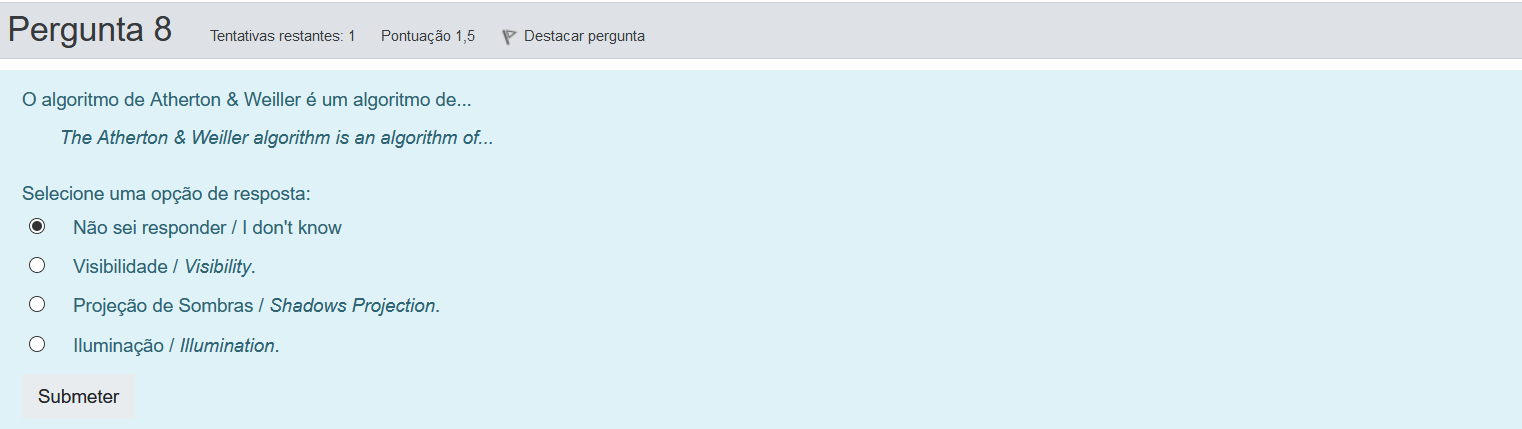 Pergunta 8 Tentativas restantes: 1 Pontuação 1,5 Destacar pergunta
O algoritmo de Atherton & Weiller é um algoritmo de...
The Atherton & Weiller algorithm is an algorithm of...
Selecione uma opção de resposta:
Não sei responder / I don't know
Visibilidade / Visibility.
Projeção de Sombras / Shadows Projection.
Iluminação / Illumination.
Submeter